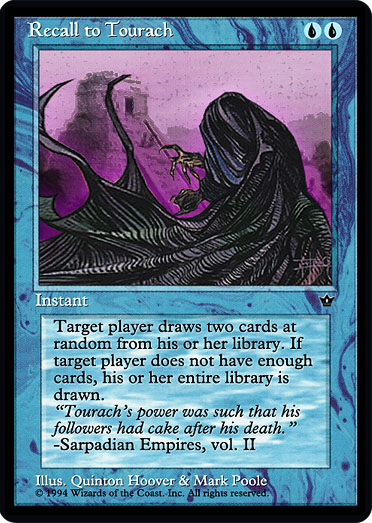 Recall to Tourach
Instant
Target player draws two cards at
random from his or her library. If
target player does not have enough
cards, his or her entire library is
drawn.
“Tourach's power was such that his
followers had cake after his death.”
-Sarpadian Empires, vol. II
Illus. Quinton Hoover & Mark Poole
© 1994 Wizards of the Coast, Inc. All rights reserved.